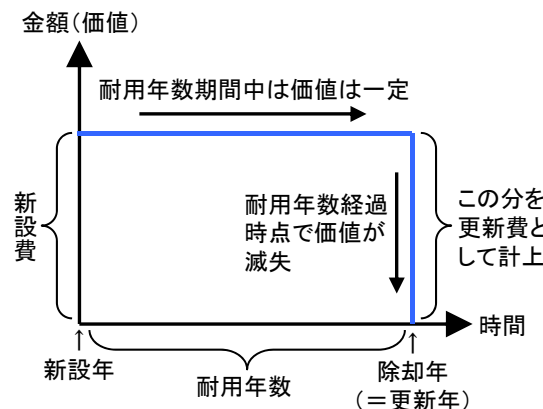 金額(価値)
耐用年数期間中は価値は一定
新
設
費
耐用年数経過
時点で価値が
滅失
この分を
更新費と
して計上
時間
↑
新設年
耐用年数
↑
除却年
(=更新年)